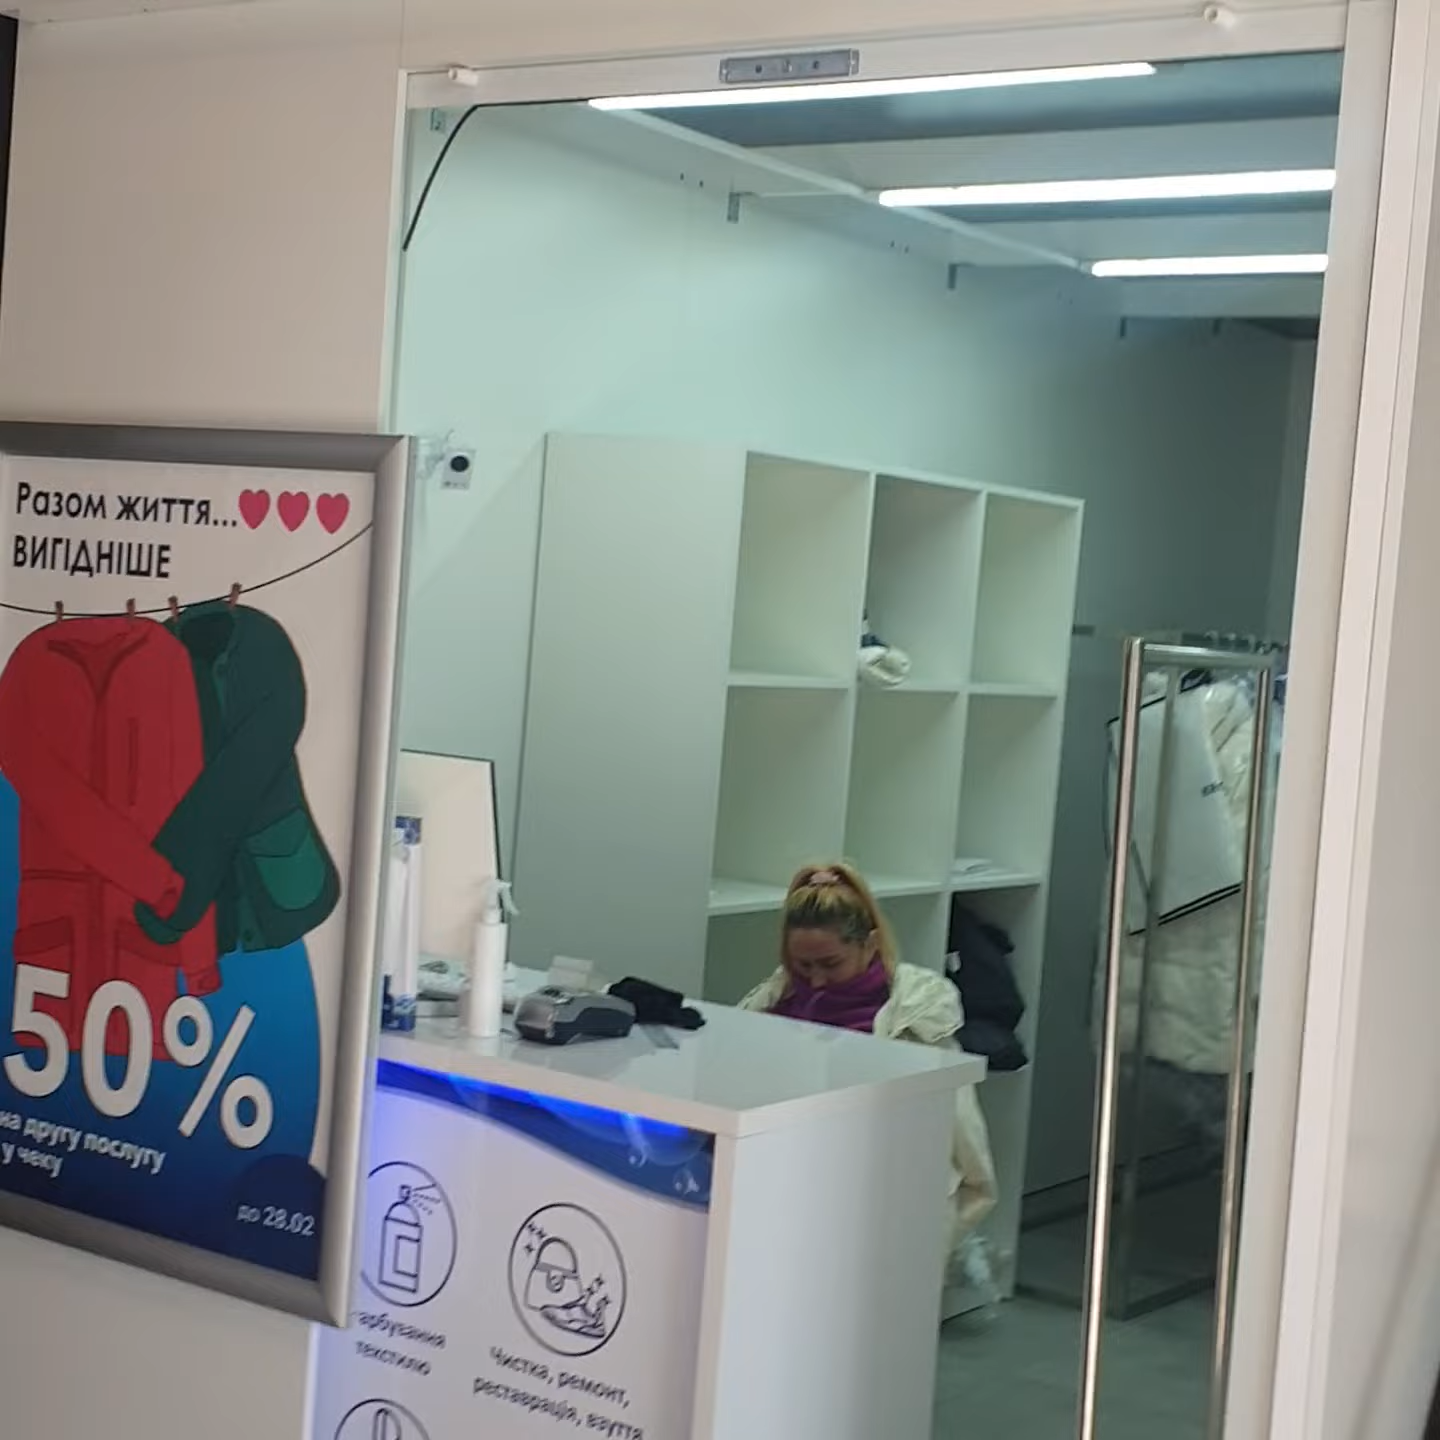 Разом життя...
ВИГІДНІШЕ
50%
на другу послугу
у чеку
до 28.02
текстилю
Чистка, ремонт,
реставрація, взуття